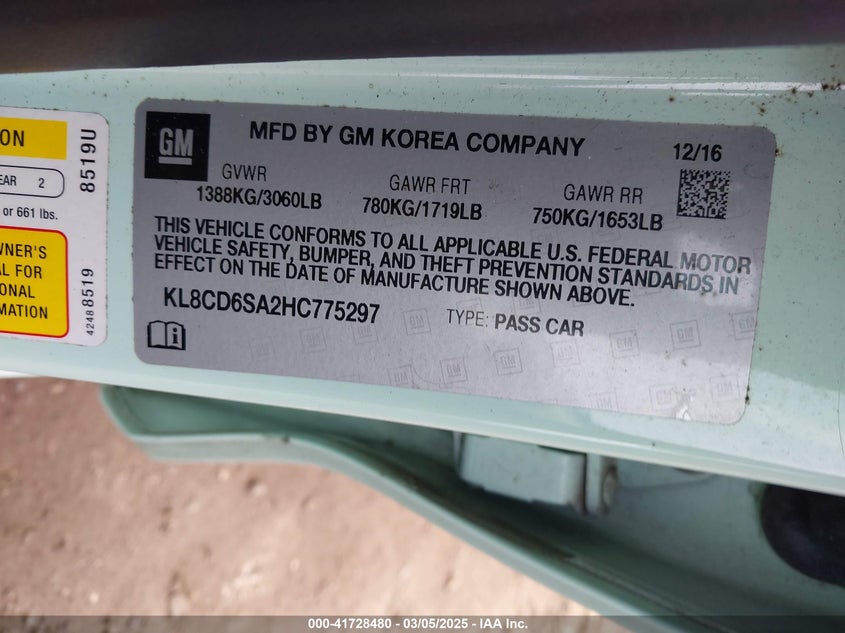 ON
EAR 2
or 661 lbs.
WNER'S
AL FOR
ONAL
ON.
8519U
42488519
GM
MFD BY GM KOREA COMPANY
12/16
GVWR
1388KG/3060LB
GAWR FRT
780KG/1719LB
GAWR RR
750KG/1653LB
THIS VEHICLE CONFORMS TO ALL APPLICABLE U.S. FEDERAL MOTOR
VEHICLE SAFETY, BUMPER, AND THEFT PREVENTION STANDARDS IN
EFFECT ON THE DATE OF MANUFACTURE SHOWN ABOVE.
KL8CD6SA2HC775297
TYPE: PASS CAR
000-41728480 - 03/05/2025 - IAA Inc.